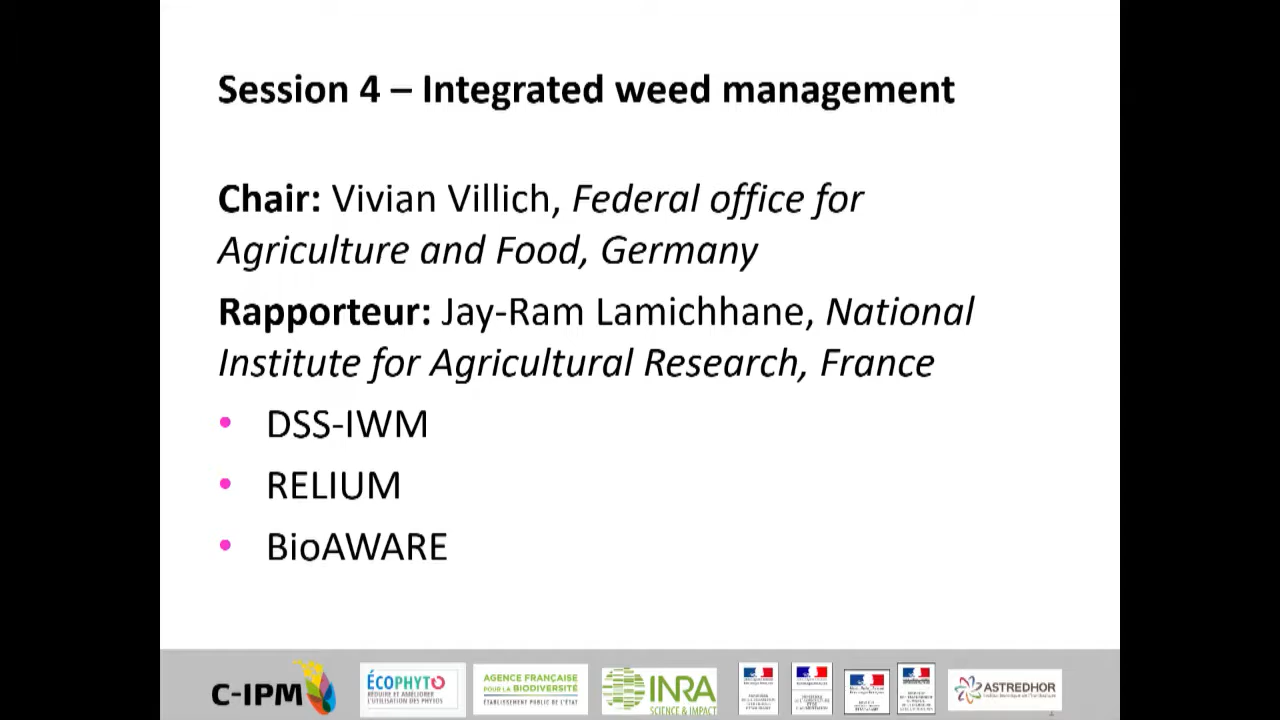 Session 4 – Integrated weed management
Chair: Vivian Villich, Federal office for
Agriculture and Food, Germany
Rapporteur: Jay-Ram Lamichhane, National
Institute for Agricultural Research, France
• DSS-IWM
• RELIUM
• BioAWARE
C-IPM
ÉCOPHYTO
RÉDUIRE ET AMÉLIORER
L'UTILISATION DES PHYTOS
AGENCE FRANÇAISE
POUR LA BIODIVERSITÉ
ÉTABLISSEMENT PUBLIC DE L'ÉTAT
INRA
SCIENCE & IMPACT
ASTREDHOR